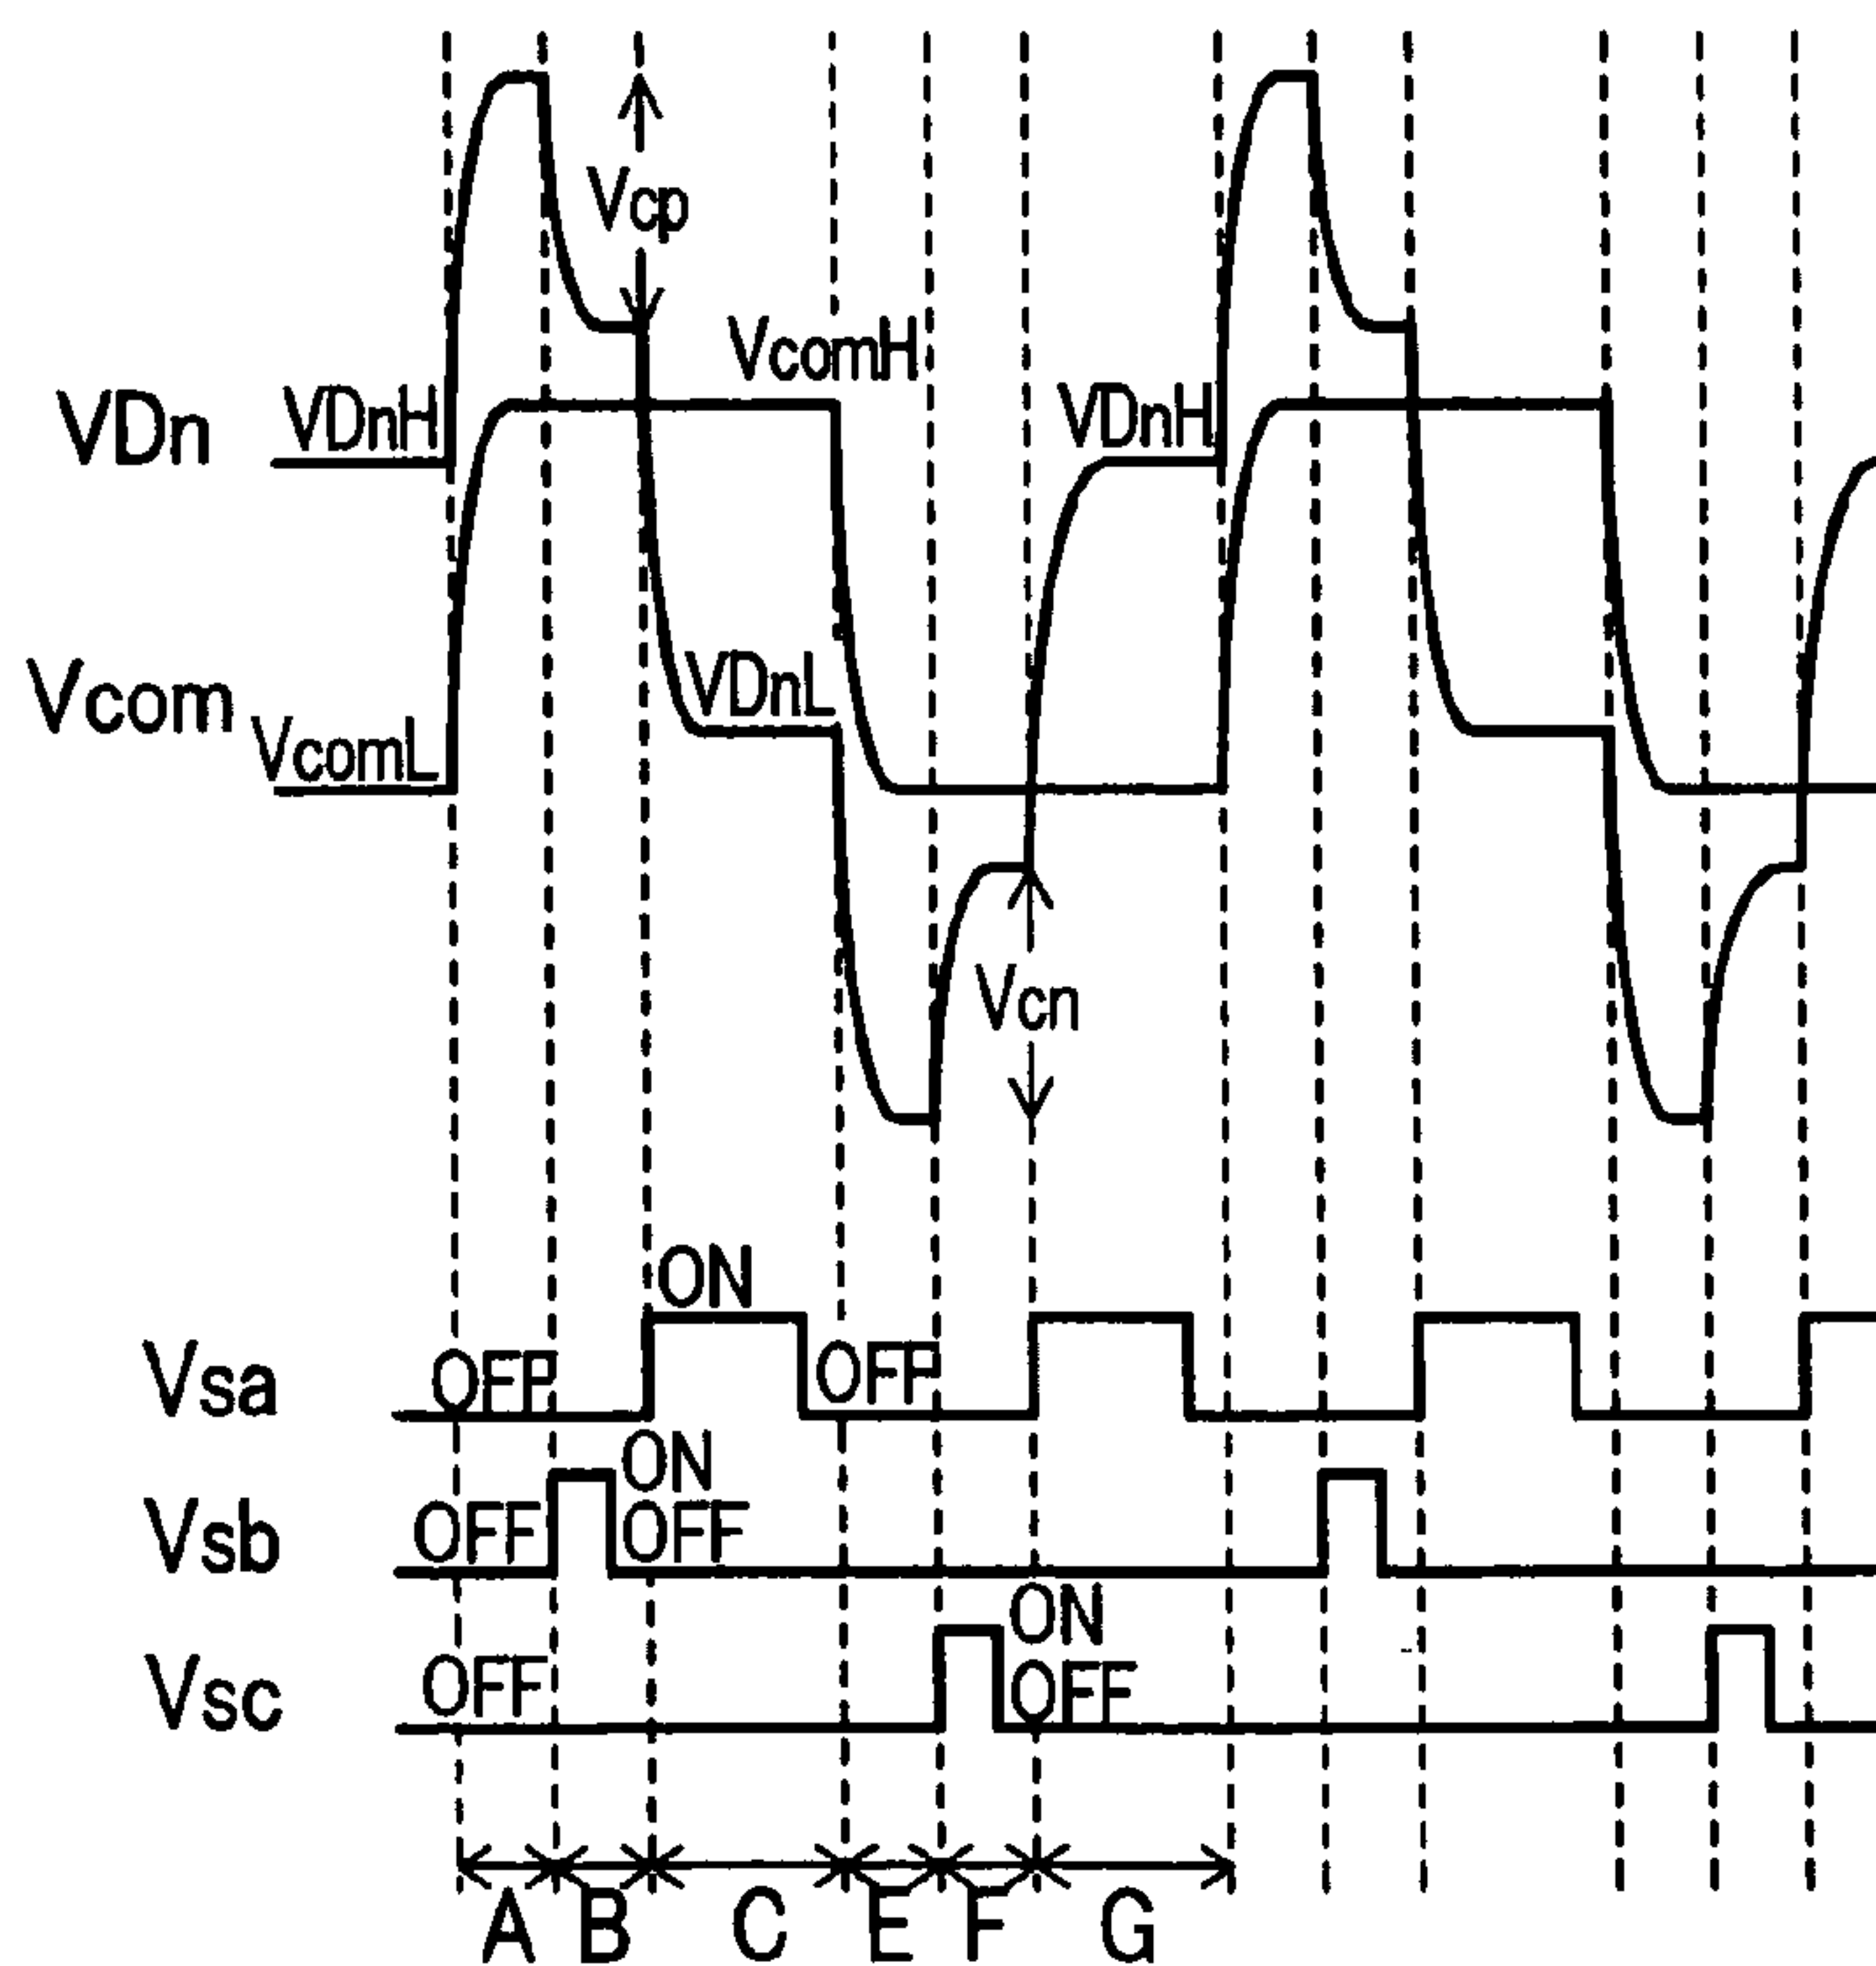 Vcp
VcomH
VDn
VDnH
VDnH
Vcom
VDnL
VcomL
Vcn
ON
Vsa
OFF
OFF
ON
Vsb
OFF
OFF
ON
Vsc
OFF
OFF
A
B
C
E
F
G